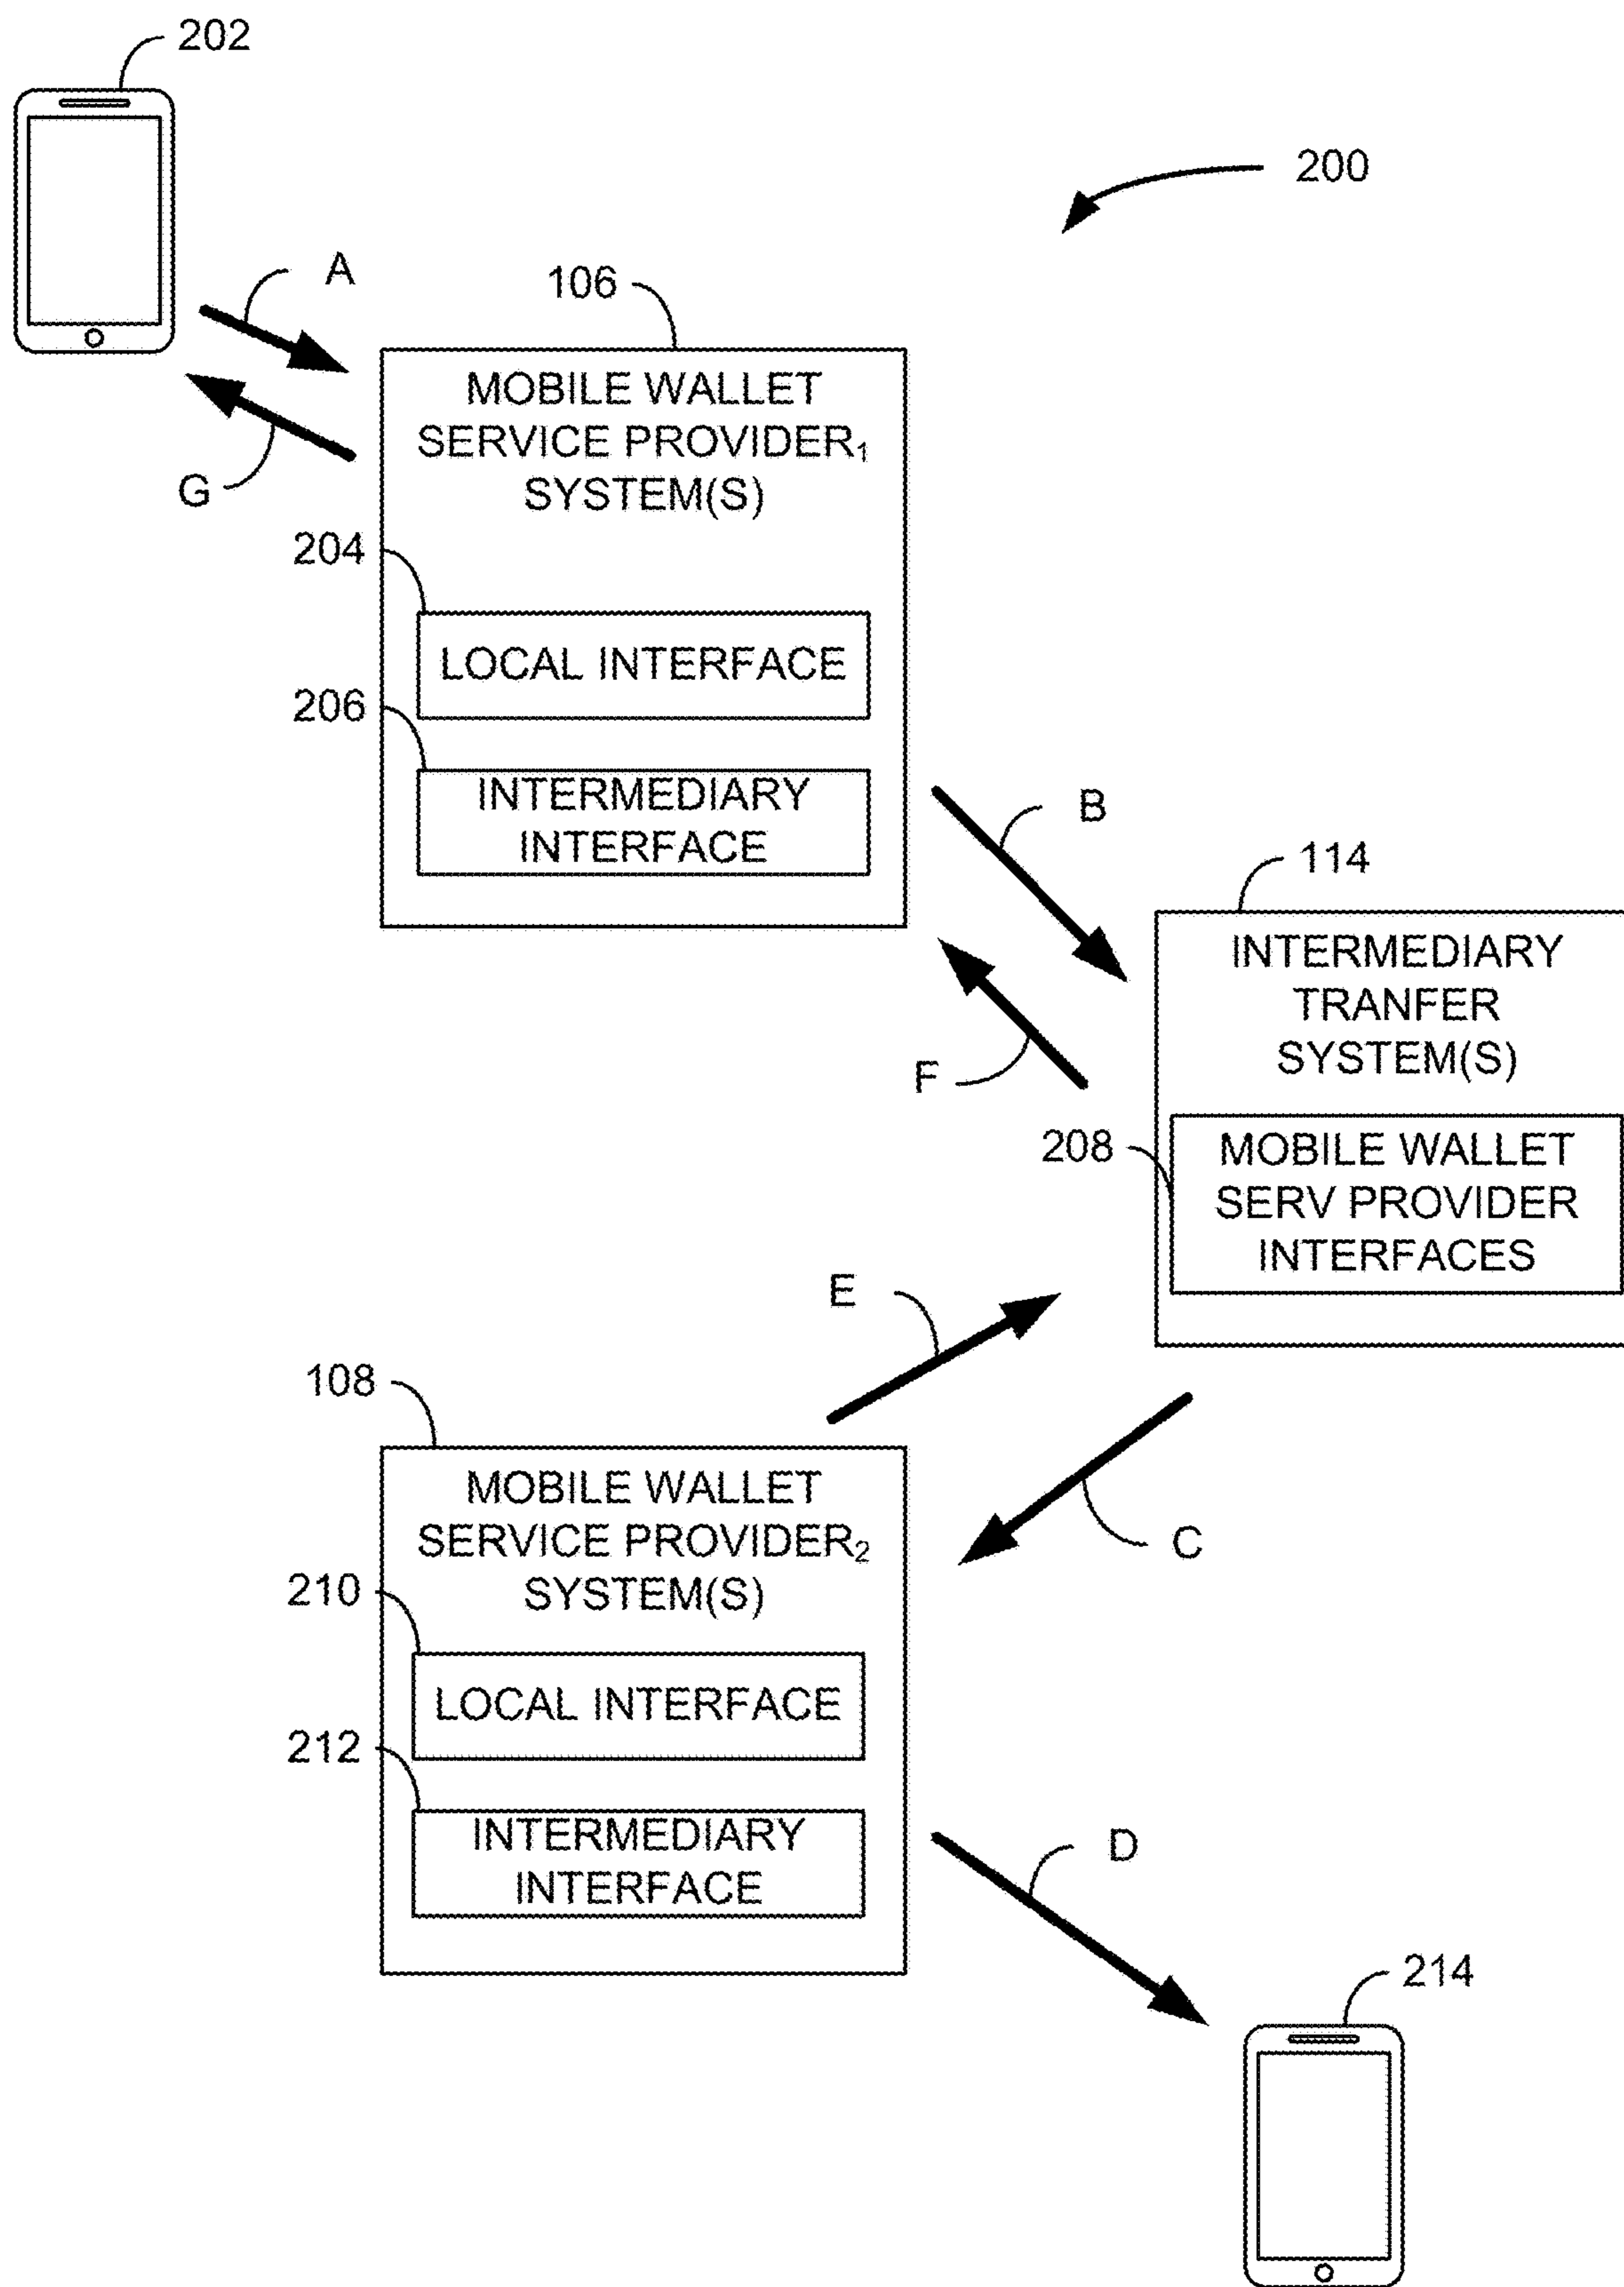 202
200
A
106
MOBILE WALLET
SERVICE PROVIDER₁
SYSTEM(S)
G
204
LOCAL INTERFACE
206
INTERMEDIARY
INTERFACE
B
114
INTERMEDIARY
TRANFER
SYSTEM(S)
F
208
MOBILE WALLET
SERV PROVIDER
INTERFACES
E
108
MOBILE WALLET
SERVICE PROVIDER₂
SYSTEM(S)
C
210
LOCAL INTERFACE
212
INTERMEDIARY
INTERFACE
D
214